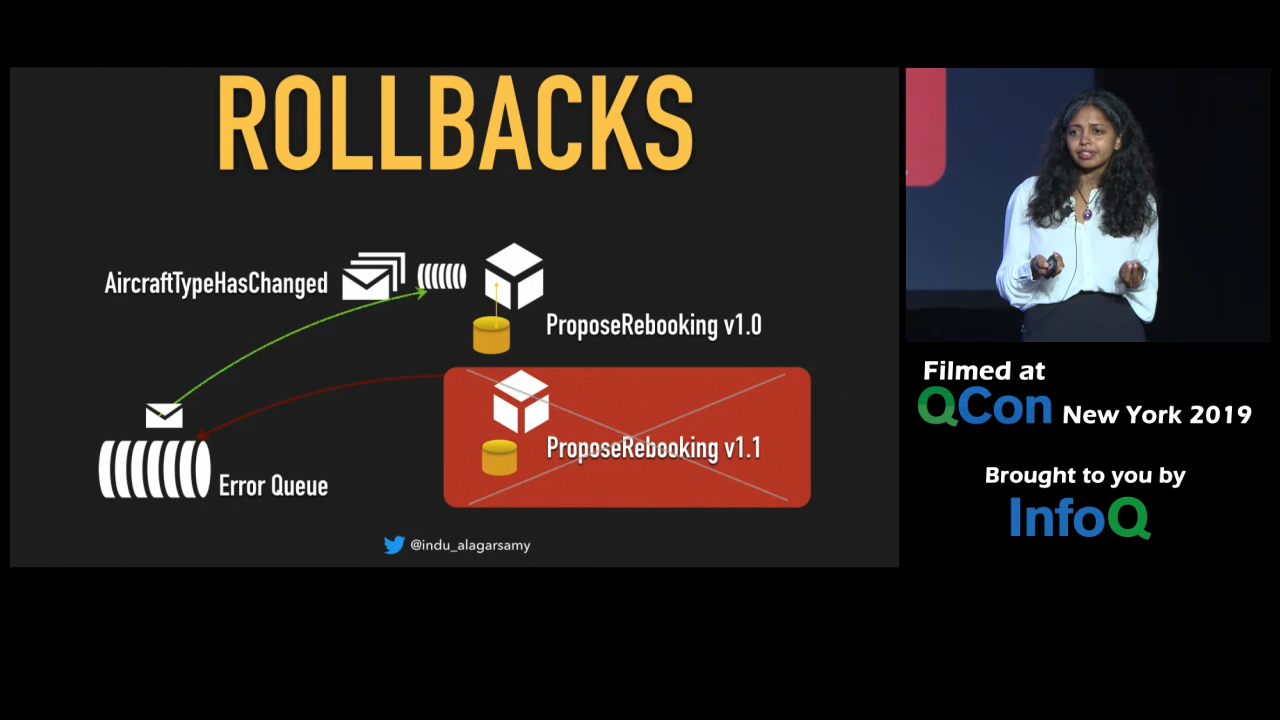 ROLLBACKS
AircraftTypeHasChanged
ProposeRebooking v1.0
ProposeRebooking v1.1
Error Queue
@indu_alagarsamy
Filmed at
QCon New York 2019
Brought to you by
InfoQ